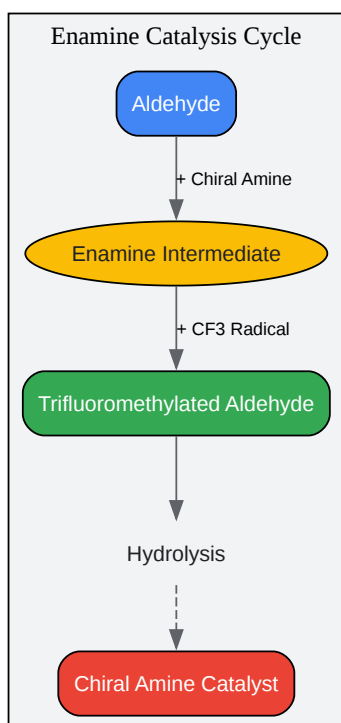 Enamine Catalysis Cycle
Aldehyde
+ Chiral Amine
Enamine Intermediate
+ CF3 Radical
Trifluoromethylated Aldehyde
Hydrolysis
Chiral Amine Catalyst